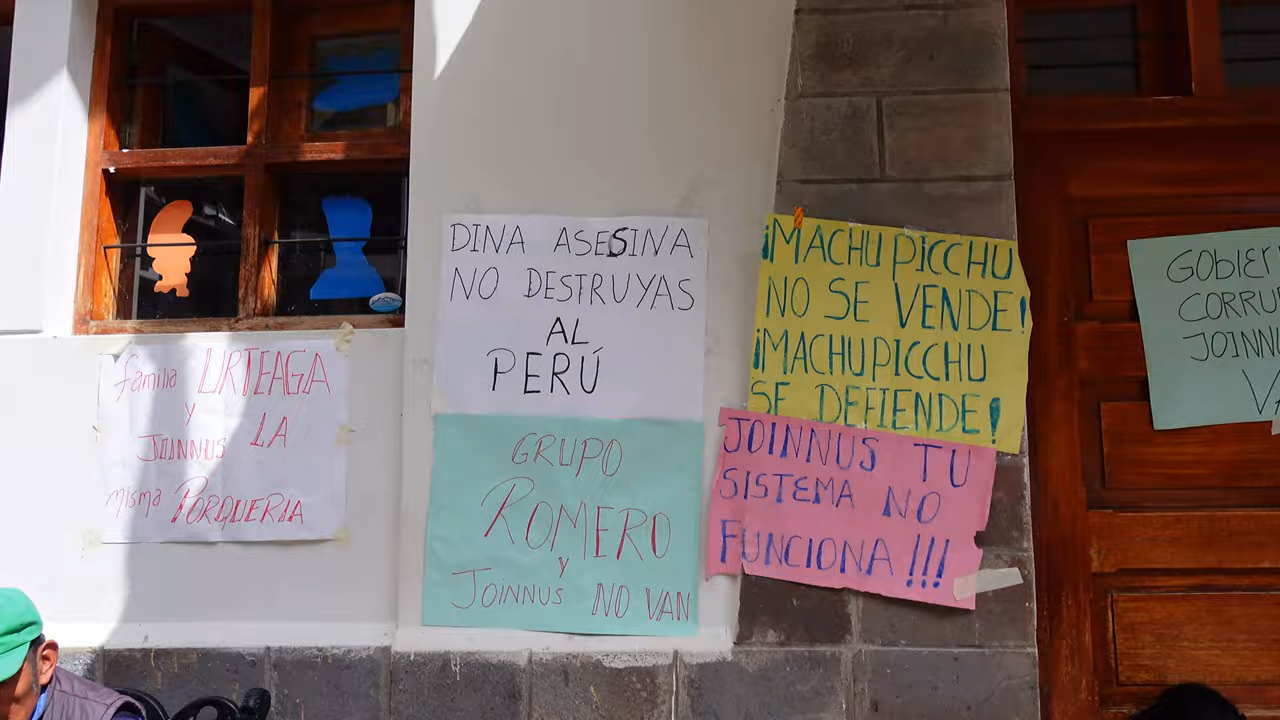 familia URTEAGA
Y
JOINNUS LA
misma PORQUERIA
DINA ASESINA
NO DESTRUYAS
AL
PERÚ
GRUPO
ROMERO
Y
JOINNUS NO VAN
¡MACHU PICCHU
NO SE VENDE!
¡MACHUPICCHU
SE DEFIENDE!
JOINNUS TU
SISTEMA NO
FUNCIONA!!!
GObIER
CORRU
JOINNU